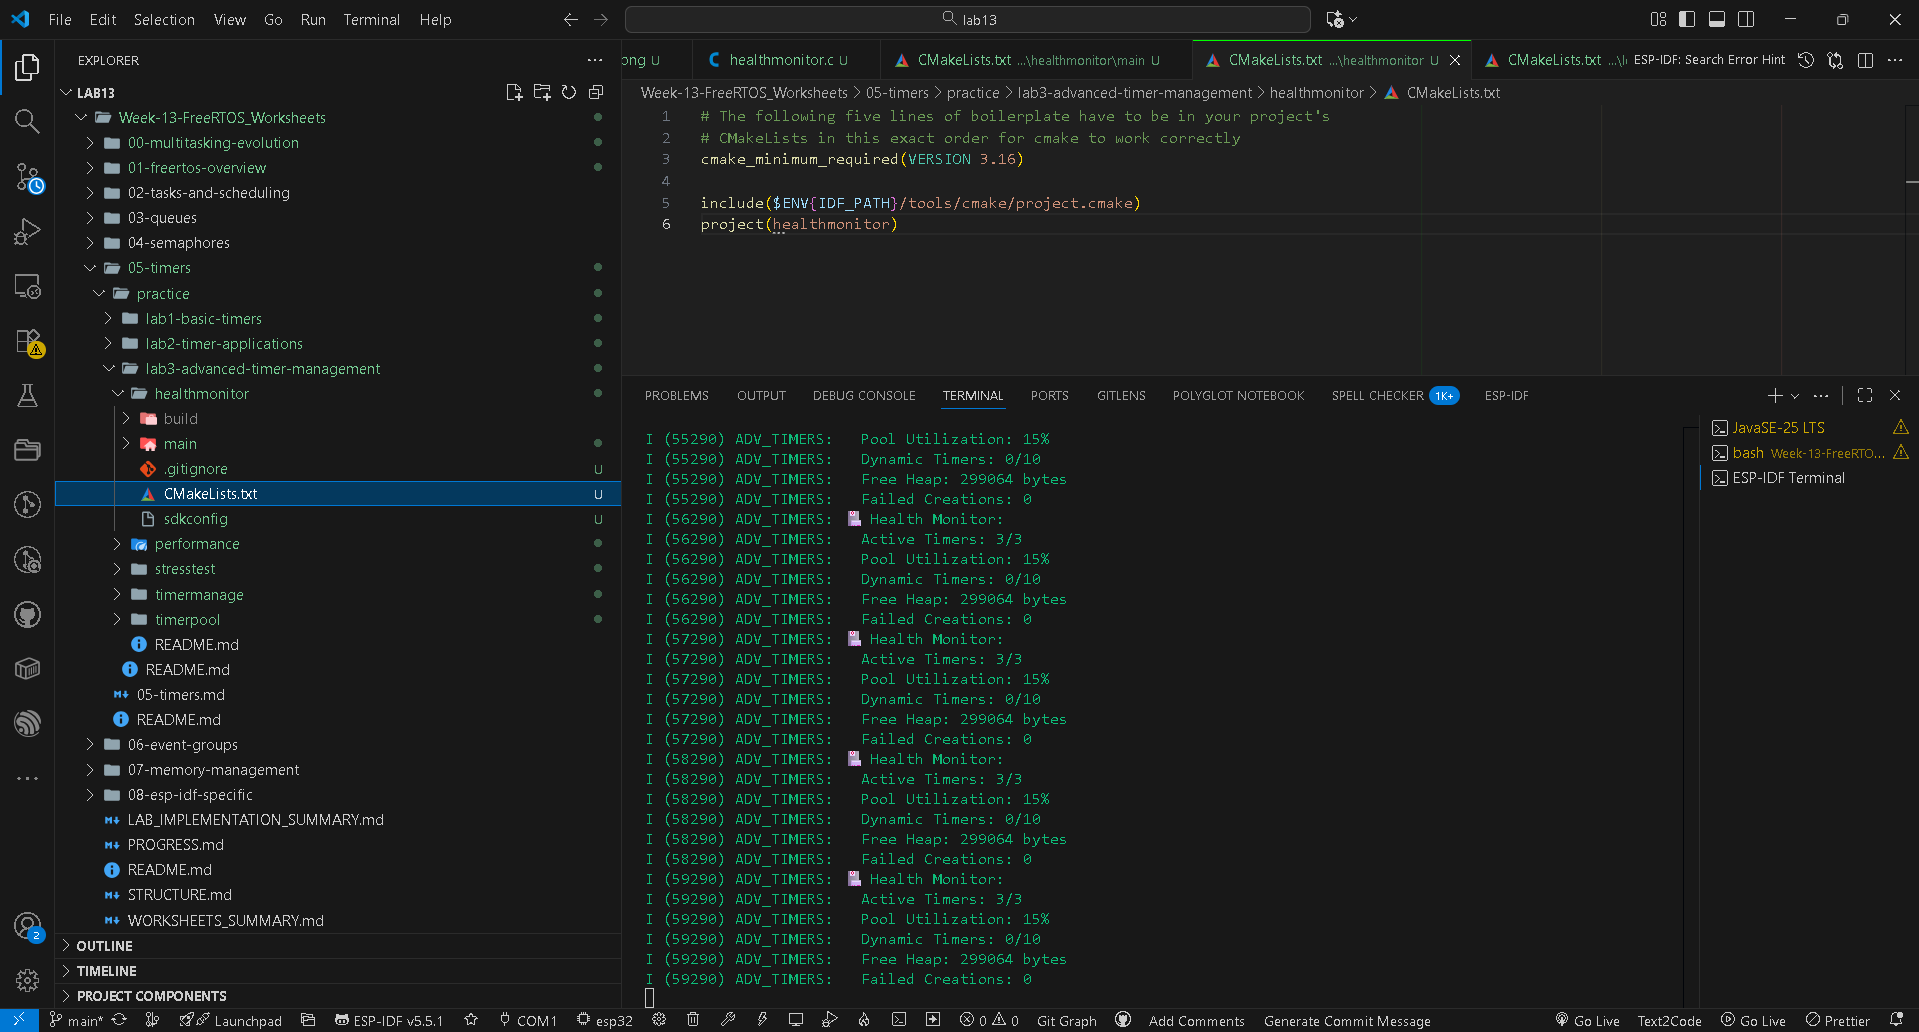 File Edit Selection View Go Run Terminal Help
lab13
EXPLORER
LAB13
Week-13-FreeRTOS_Worksheets
00-multitasking-evolution
01-freertos-overview
02-tasks-and-scheduling
03-queues
04-semaphores
05-timers
practice
lab1-basic-timers
lab2-timer-applications
lab3-advanced-timer-management
healthmonitor
build
main
.gitignore U
CMakeLists.txt U
sdkconfig U
performance
stresstest
timermanage
timerpool
README.md
README.md
05-timers.md
README.md
06-event-groups
07-memory-management
08-esp-idf-specific
LAB_IMPLEMENTATION_SUMMARY.md
PROGRESS.md
README.md
STRUCTURE.md
WORKSHEETS_SUMMARY.md
OUTLINE
TIMELINE
PROJECT COMPONENTS
ong U healthmonitor.c U CMakeLists.txt ...\healthmonitor\main U CMakeLists.txt ...\healthmonitor U CMakeLists.txt ...\l ESP-IDF: Search Error Hint
Week-13-FreeRTOS_Worksheets > 05-timers > practice > lab3-advanced-timer-management > healthmonitor > CMakeLists.txt
1 # The following five lines of boilerplate have to be in your project's
2 # CMakeLists in this exact order for cmake to work correctly
3 cmake_minimum_required(VERSION 3.16)
4
5 include($ENV{IDF_PATH}/tools/cmake/project.cmake)
6 project(healthmonitor)
PROBLEMS OUTPUT DEBUG CONSOLE TERMINAL PORTS GITLENS POLYGLOT NOTEBOOK SPELL CHECKER 1K+ ESP-IDF
I (55290) ADV_TIMERS: Pool Utilization: 15%
I (55290) ADV_TIMERS: Dynamic Timers: 0/10
I (55290) ADV_TIMERS: Free Heap: 299064 bytes
I (55290) ADV_TIMERS: Failed Creations: 0
I (56290) ADV_TIMERS: Health Monitor:
I (56290) ADV_TIMERS: Active Timers: 3/3
I (56290) ADV_TIMERS: Pool Utilization: 15%
I (56290) ADV_TIMERS: Dynamic Timers: 0/10
I (56290) ADV_TIMERS: Free Heap: 299064 bytes
I (56290) ADV_TIMERS: Failed Creations: 0
I (57290) ADV_TIMERS: Health Monitor:
I (57290) ADV_TIMERS: Active Timers: 3/3
I (57290) ADV_TIMERS: Pool Utilization: 15%
I (57290) ADV_TIMERS: Dynamic Timers: 0/10
I (57290) ADV_TIMERS: Free Heap: 299064 bytes
I (57290) ADV_TIMERS: Failed Creations: 0
I (58290) ADV_TIMERS: Health Monitor:
I (58290) ADV_TIMERS: Active Timers: 3/3
I (58290) ADV_TIMERS: Pool Utilization: 15%
I (58290) ADV_TIMERS: Dynamic Timers: 0/10
I (58290) ADV_TIMERS: Free Heap: 299064 bytes
I (58290) ADV_TIMERS: Failed Creations: 0
I (59290) ADV_TIMERS: Health Monitor:
I (59290) ADV_TIMERS: Active Timers: 3/3
I (59290) ADV_TIMERS: Pool Utilization: 15%
I (59290) ADV_TIMERS: Dynamic Timers: 0/10
I (59290) ADV_TIMERS: Free Heap: 299064 bytes
I (59290) ADV_TIMERS: Failed Creations: 0
JavaSE-25 LTS
bash Week-13-FreeRTO...
ESP-IDF Terminal
2
main* Launchpad ESP-IDF v5.5.1 COM1 esp32 0 0 Git Graph Add Comments Generate Commit Message Go Live Text2Code Go Live Prettier